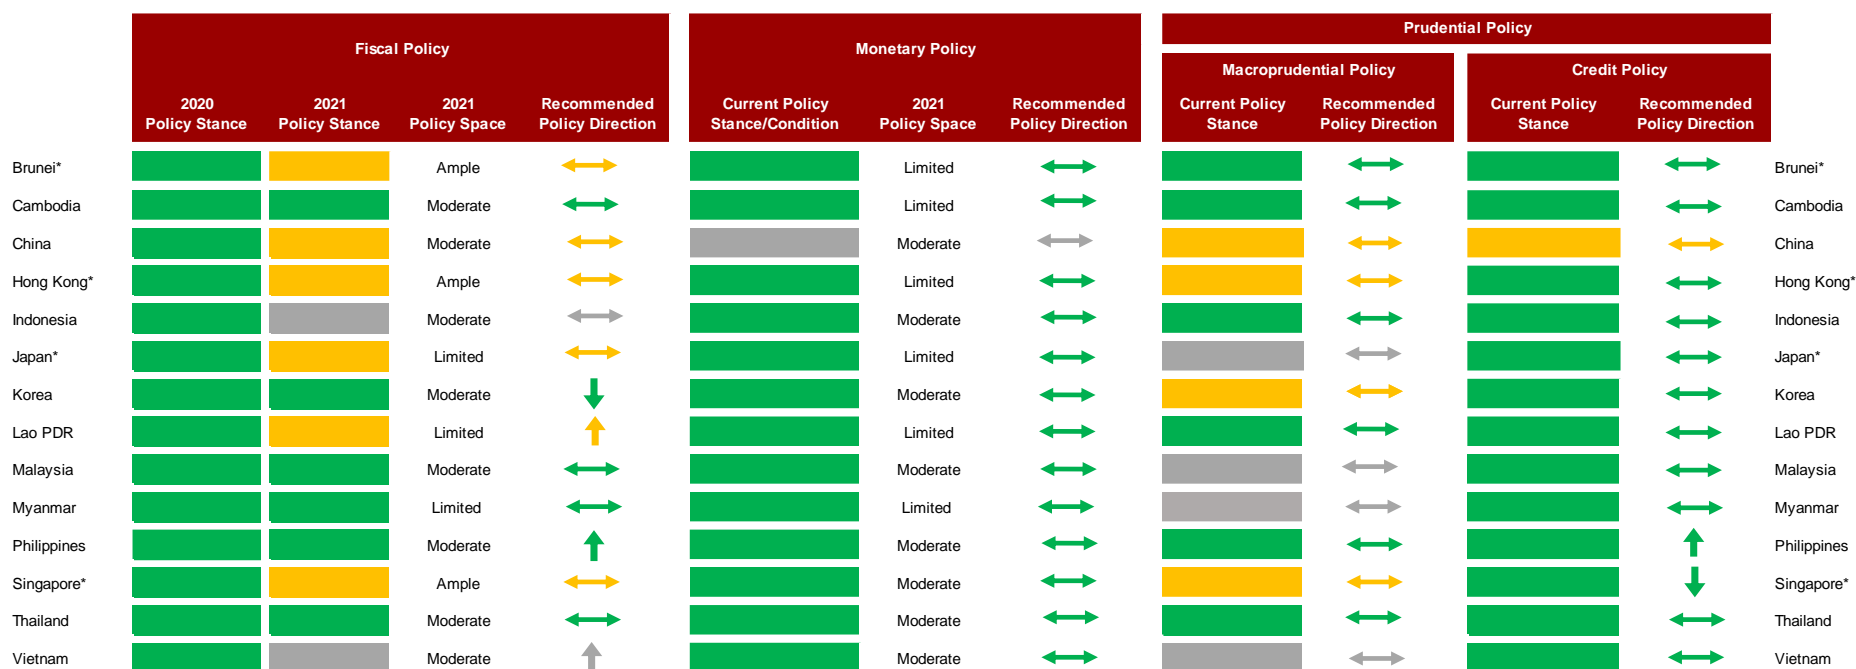 Fiscal Policy
Monetary Policy
Prudential Policy
Macroprudential Policy
Credit Policy
2020 Policy Stance
2021 Policy Stance
2021 Policy Space
Recommended Policy Direction
Current Policy Stance/Condition
2021 Policy Space
Recommended Policy Direction
Current Policy Stance
Recommended Policy Direction
Current Policy Stance
Recommended Policy Direction
Brunei* Ample Limited Brunei*
Cambodia Moderate Limited Cambodia
China Moderate Moderate China
Hong Kong* Ample Limited Hong Kong*
Indonesia Moderate Moderate Indonesia
Japan* Limited Limited Japan*
Korea Moderate Moderate Korea
Lao PDR Limited Limited Lao PDR
Malaysia Moderate Moderate Malaysia
Myanmar Limited Limited Myanmar
Philippines Moderate Moderate Philippines
Singapore* Ample Moderate Singapore*
Thailand Moderate Moderate Thailand
Vietnam Moderate Moderate Vietnam